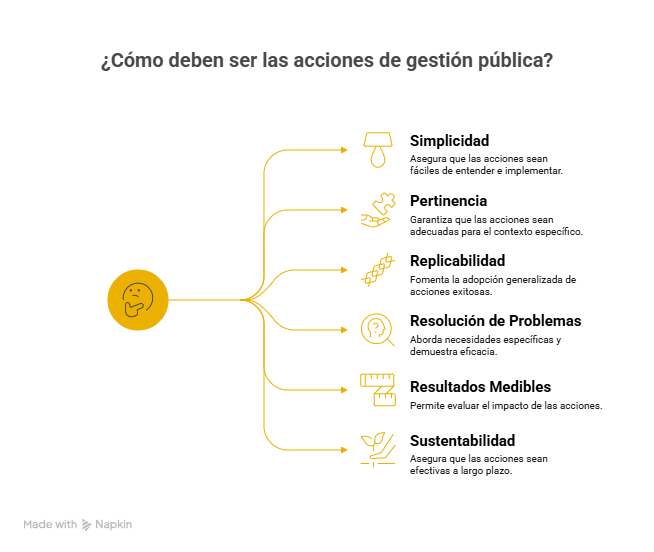 ¿Cómo deben ser las acciones de gestión pública?
Simplicidad
Asegura que las acciones sean
fáciles de entender e implementar.
Pertinencia
Garantiza que las acciones sean
adecuadas para el contexto específico.
Replicabilidad
Fomenta la adopción generalizada de
acciones exitosas.
Resolución de Problemas
Aborda necesidades específicas y
demuestra eficacia.
Resultados Medibles
Permite evaluar el impacto de las acciones.
Sustentabilidad
Asegura que las acciones sean
efectivas a largo plazo.
Made with Napkin